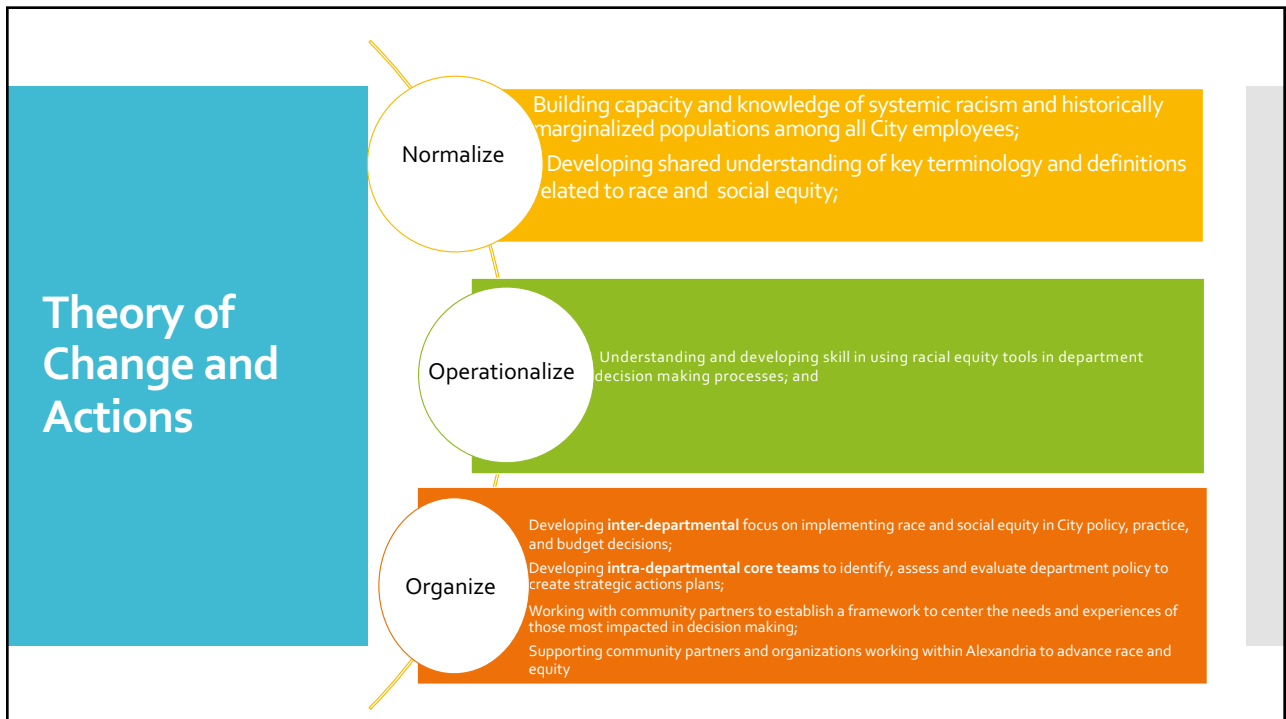 Theory of
Change and
Actions
Normalize
Building capacity and knowledge of systemic racism and historically
marginalized populations among all City employees;
Developing shared understanding of key terminology and definitions
elated to race and social equity;
Operationalize
Understanding and developing skill in using racial equity tools in department
decision making processes; and
Organize
Developing inter-departmental focus on implementing race and social equity in City policy, practice,
and budget decisions;
Developing intra-departmental core teams to identify, assess and evaluate department policy to
create strategic actions plans;
Working with community partners to establish a framework to center the needs and experiences of
those most impacted in decision making;
Supporting community partners and organizations working within Alexandria to advance race and
equity